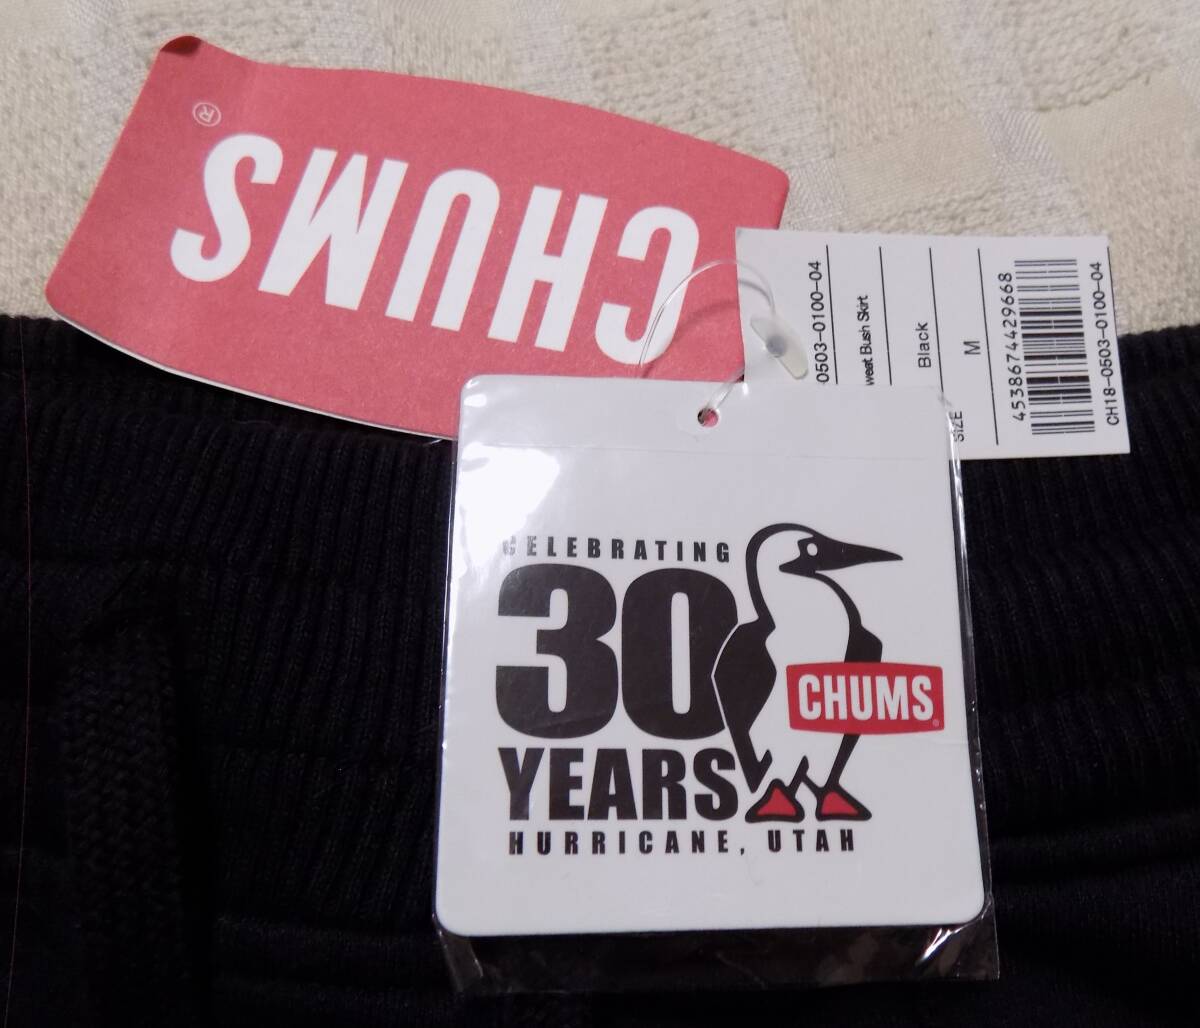 CHUMS
®
0503-0100-04
weat Bush Skirt
Black
SIZE M
4538674429668
CH18-0503-0100-04
CELEBRATING
30
YEARS
CHUMS
HURRICANE, UTAH